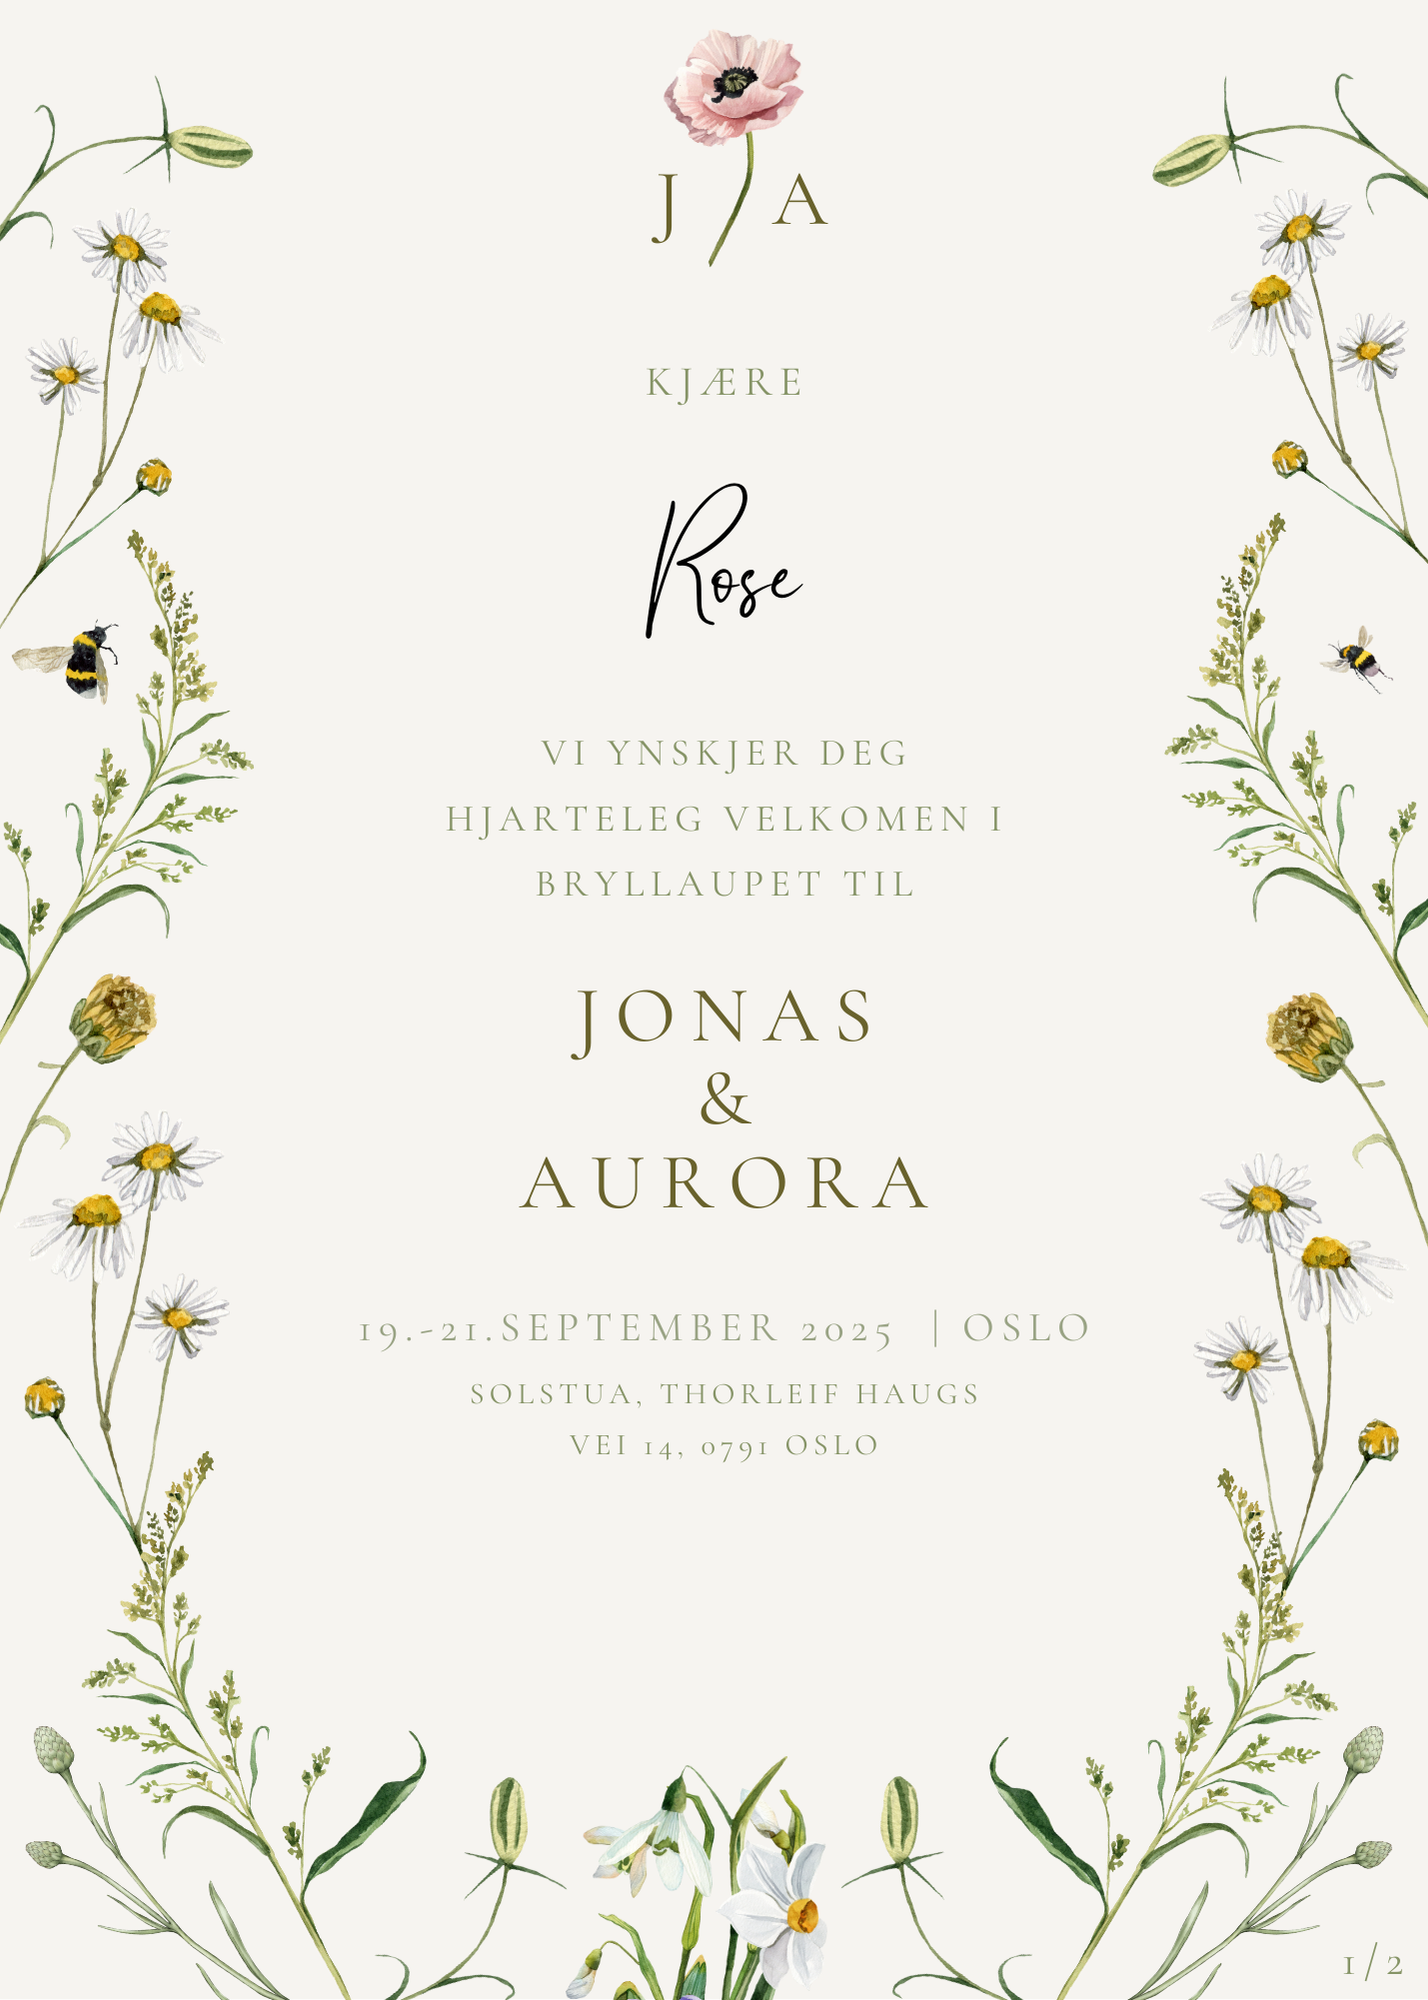 J A
KJÆRE
Rose
VI YNSKJER DEG
HJARTELEG VELKOMEN I
BRYLLAUPET TIL
JONAS
&
AURORA
19.-21.SEPTEMBER 2025 | OSLO
SOLSTUA, THORLEIF HAUGS
VEI 14, 0791 OSLO
1/2